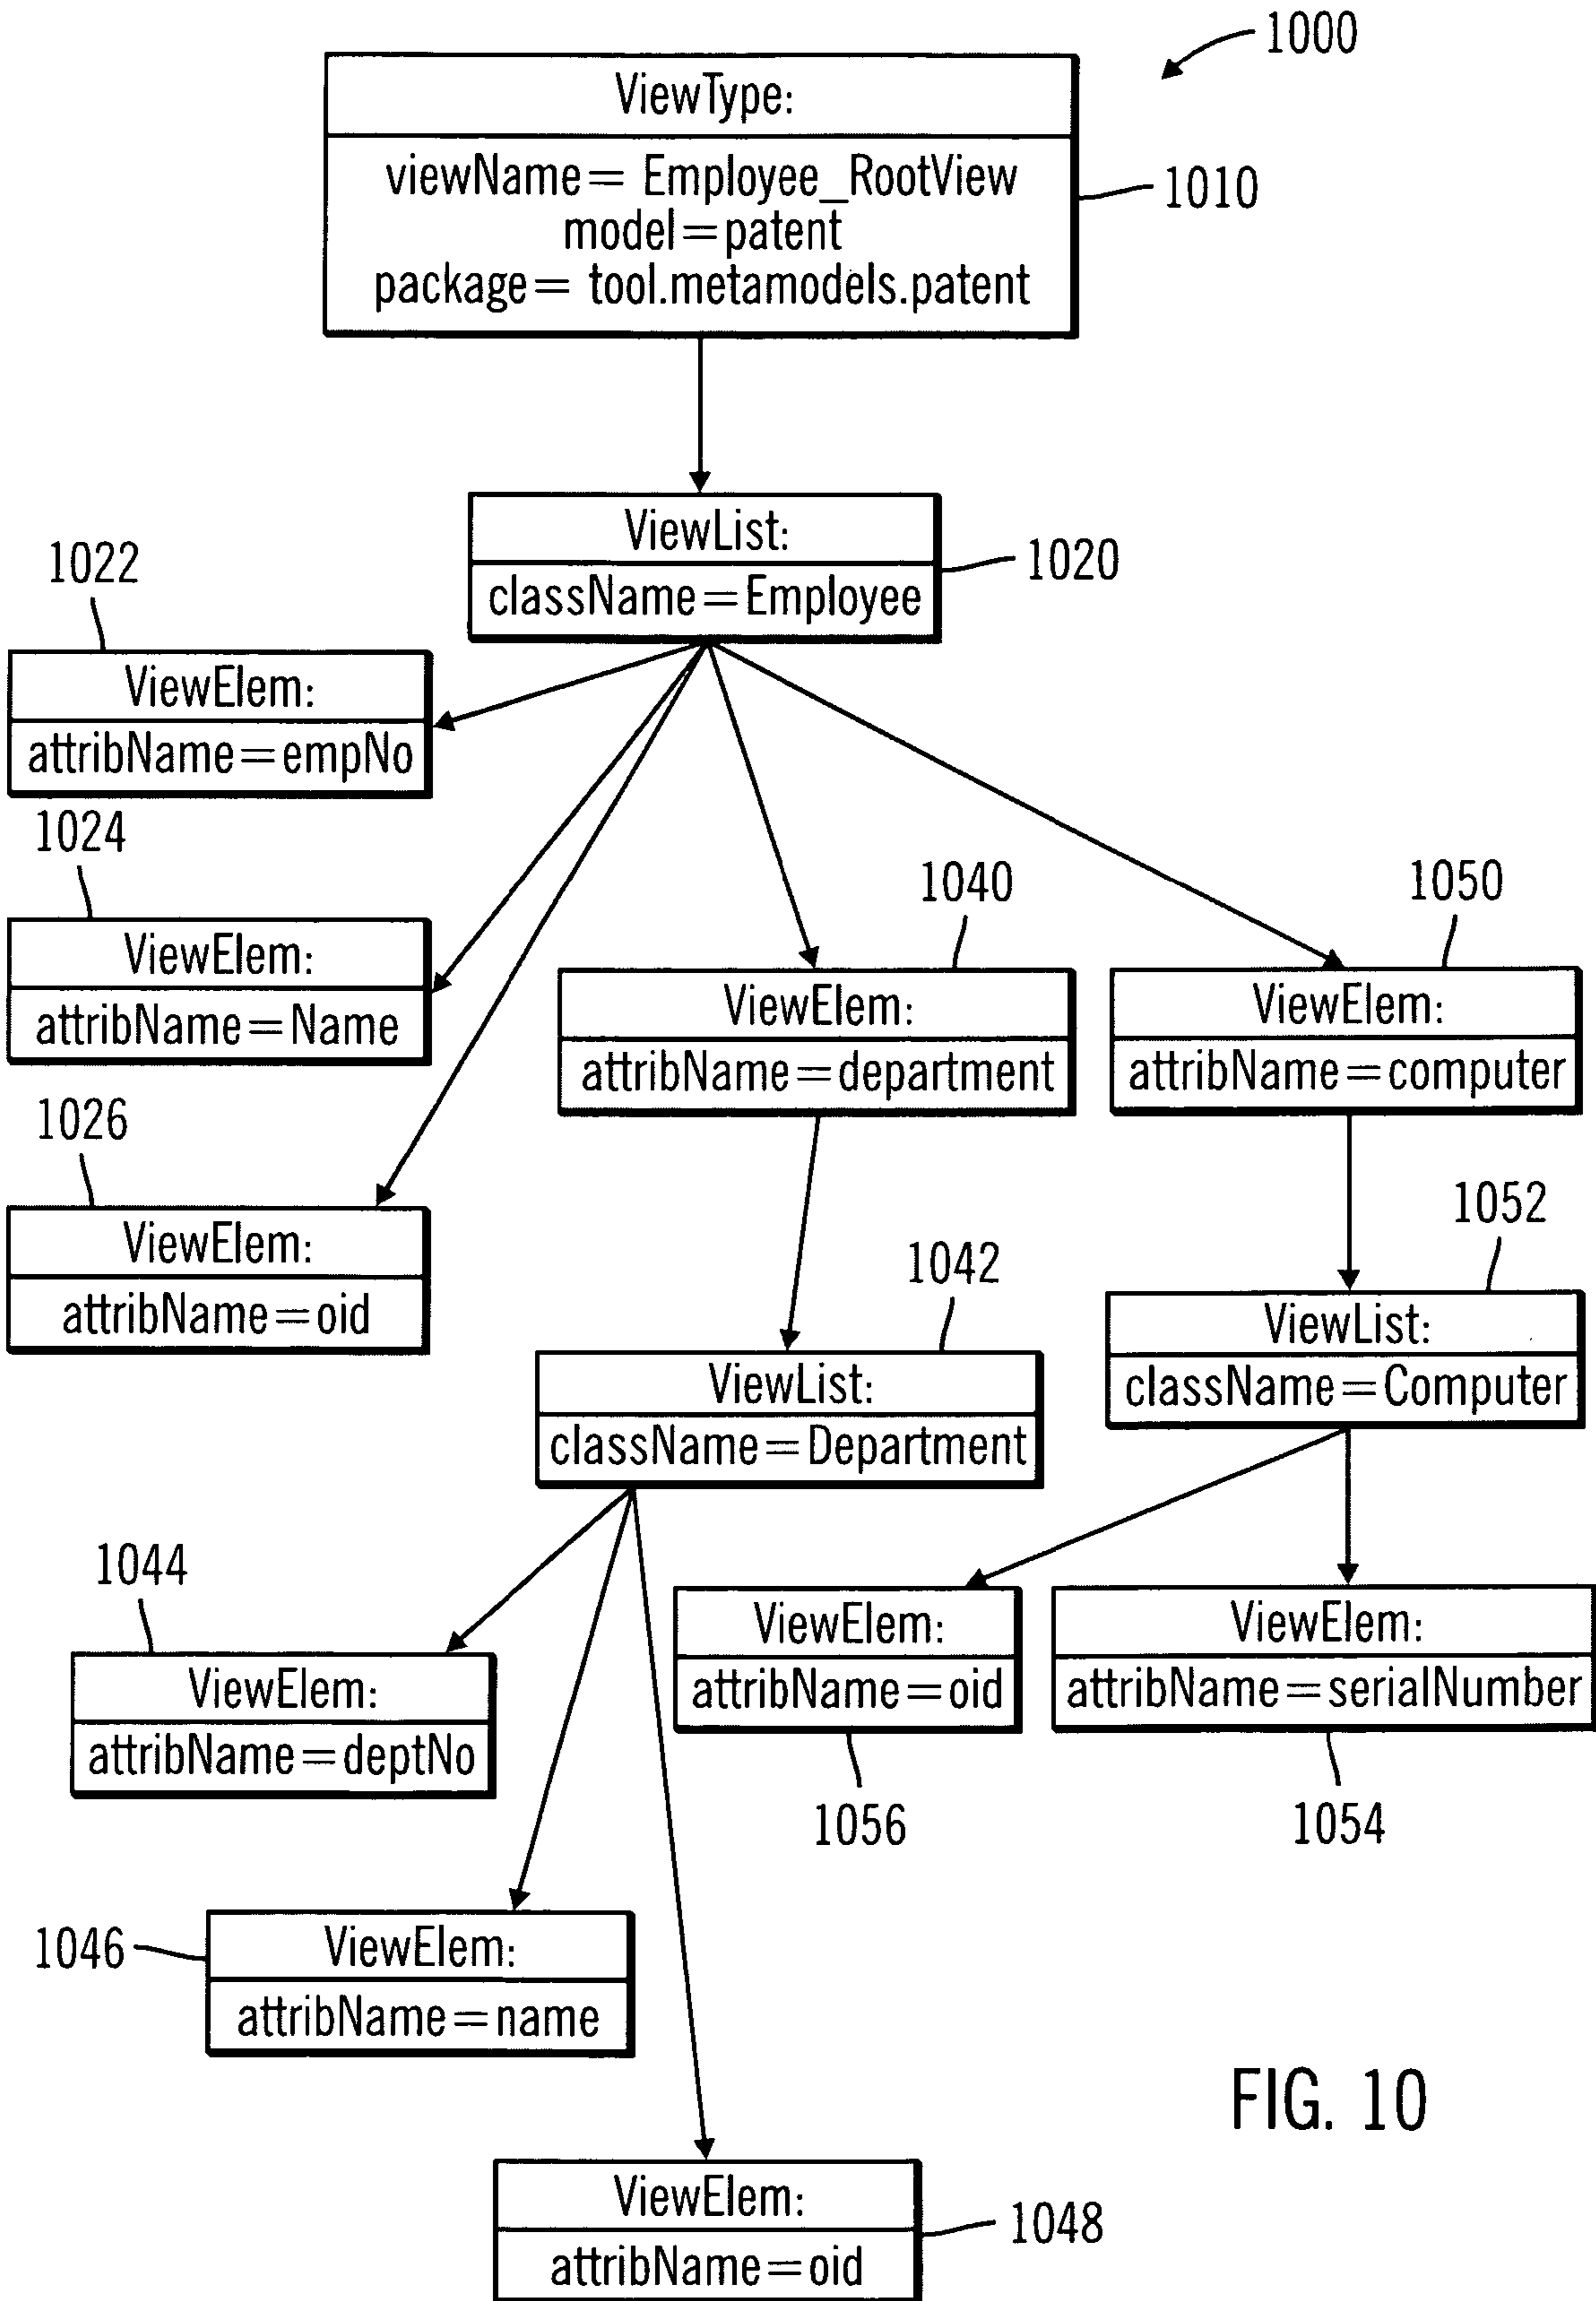 1000
ViewType:
viewName= Employee_RootView
model=patent
package= tool.metamodels.patent
1010
ViewList:
className=Employee
1020
1022
ViewElem:
attribName=empNo
1024
ViewElem:
attribName=Name
1026
ViewElem:
attribName=oid
1040
ViewElem:
attribName=department
1050
ViewElem:
attribName=computer
1042
ViewList:
className=Department
1052
ViewList:
className=Computer
1044
ViewElem:
attribName=deptNo
ViewElem:
attribName=oid
1056
ViewElem:
attribName=serialNumber
1054
1046
ViewElem:
attribName=name
ViewElem:
attribName=oid
1048
FIG. 10